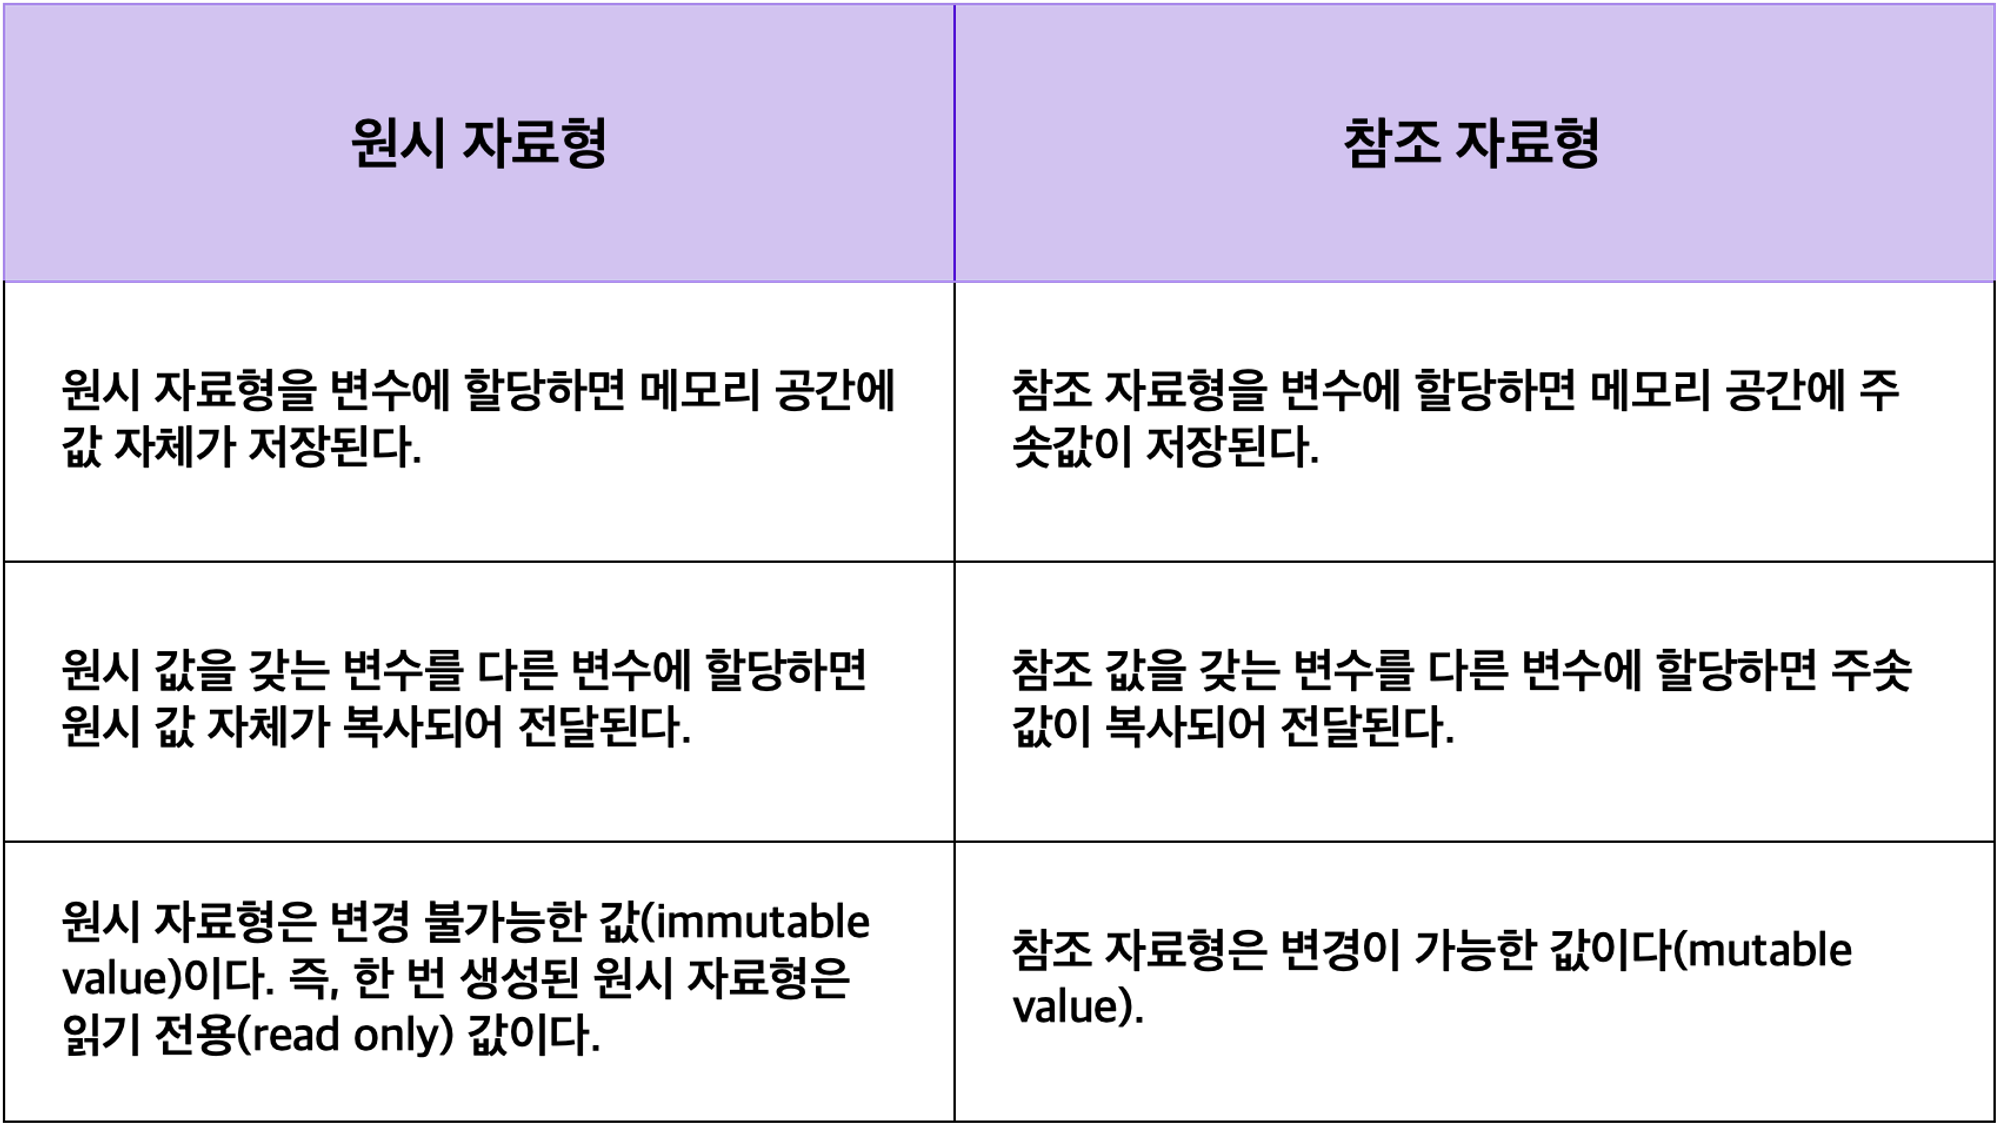 원시 자료형
참조 자료형
원시 자료형을 변수에 할당하면 메모리 공간에
값 자체가 저장된다.
참조 자료형을 변수에 할당하면 메모리 공간에 주
솟값이 저장된다.
원시 값을 갖는 변수를 다른 변수에 할당하면
원시 값 자체가 복사되어 전달된다.
참조 값을 갖는 변수를 다른 변수에 할당하면 주솟
값이 복사되어 전달된다.
원시 자료형은 변경 불가능한 값(immutable
value)이다. 즉, 한 번 생성된 원시 자료형은
읽기 전용(read only) 값이다.
참조 자료형은 변경이 가능한 값이다(mutable
value).